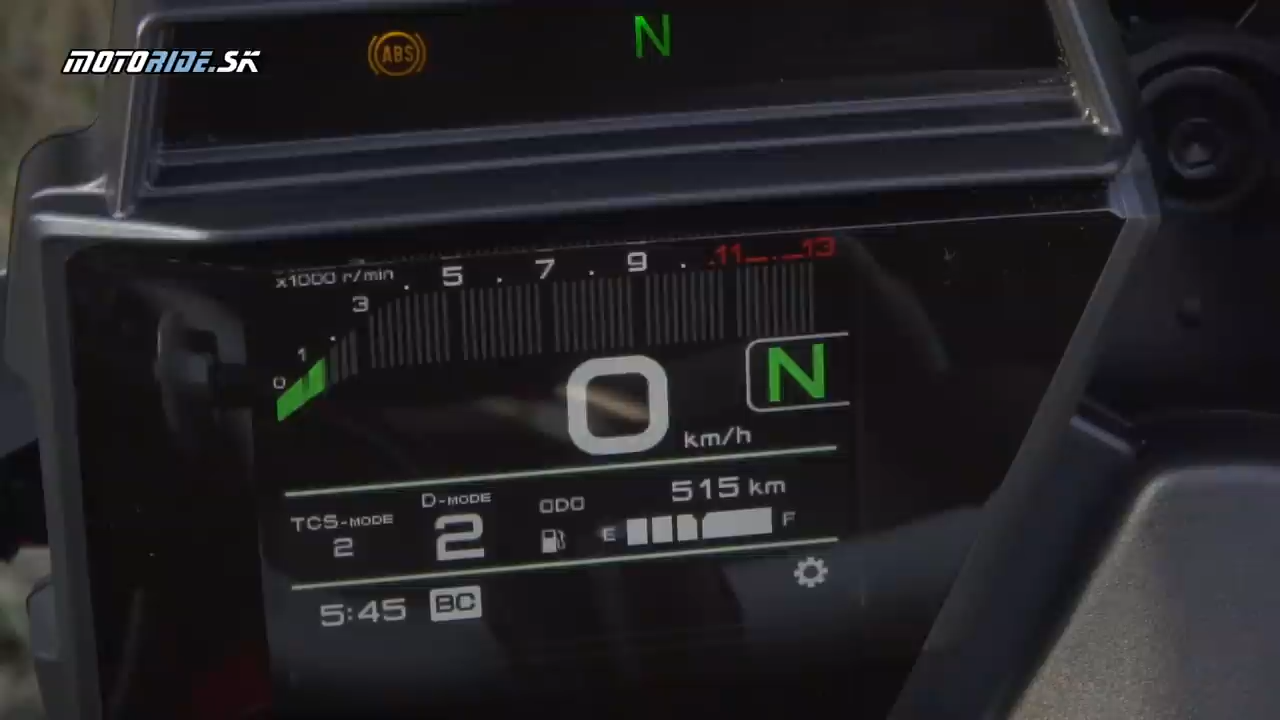 MOTORIDE.SK
ABS
N
x1000 r/min
0 1 3 5 7 9 11 13
0 km/h
N
TCS-MODE
2
D-MODE
2
ODO
515 km
E F
5:45 BC